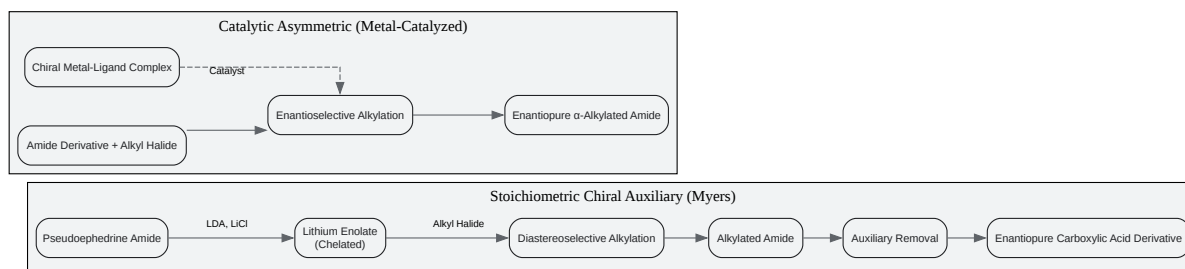 Catalytic Asymmetric (Metal-Catalyzed)
Chiral Metal-Ligand Complex
Catalyst
Enantioselective Alkylation
Enantiopure α-Alkylated Amide
Amide Derivative + Alkyl Halide
Stoichiometric Chiral Auxiliary (Myers)
Pseudoephedrine Amide
LDA, LiCl
Lithium Enolate
(Chelated)
Alkyl Halide
Diastereoselective Alkylation
Alkylated Amide
Auxiliary Removal
Enantiopure Carboxylic Acid Derivative